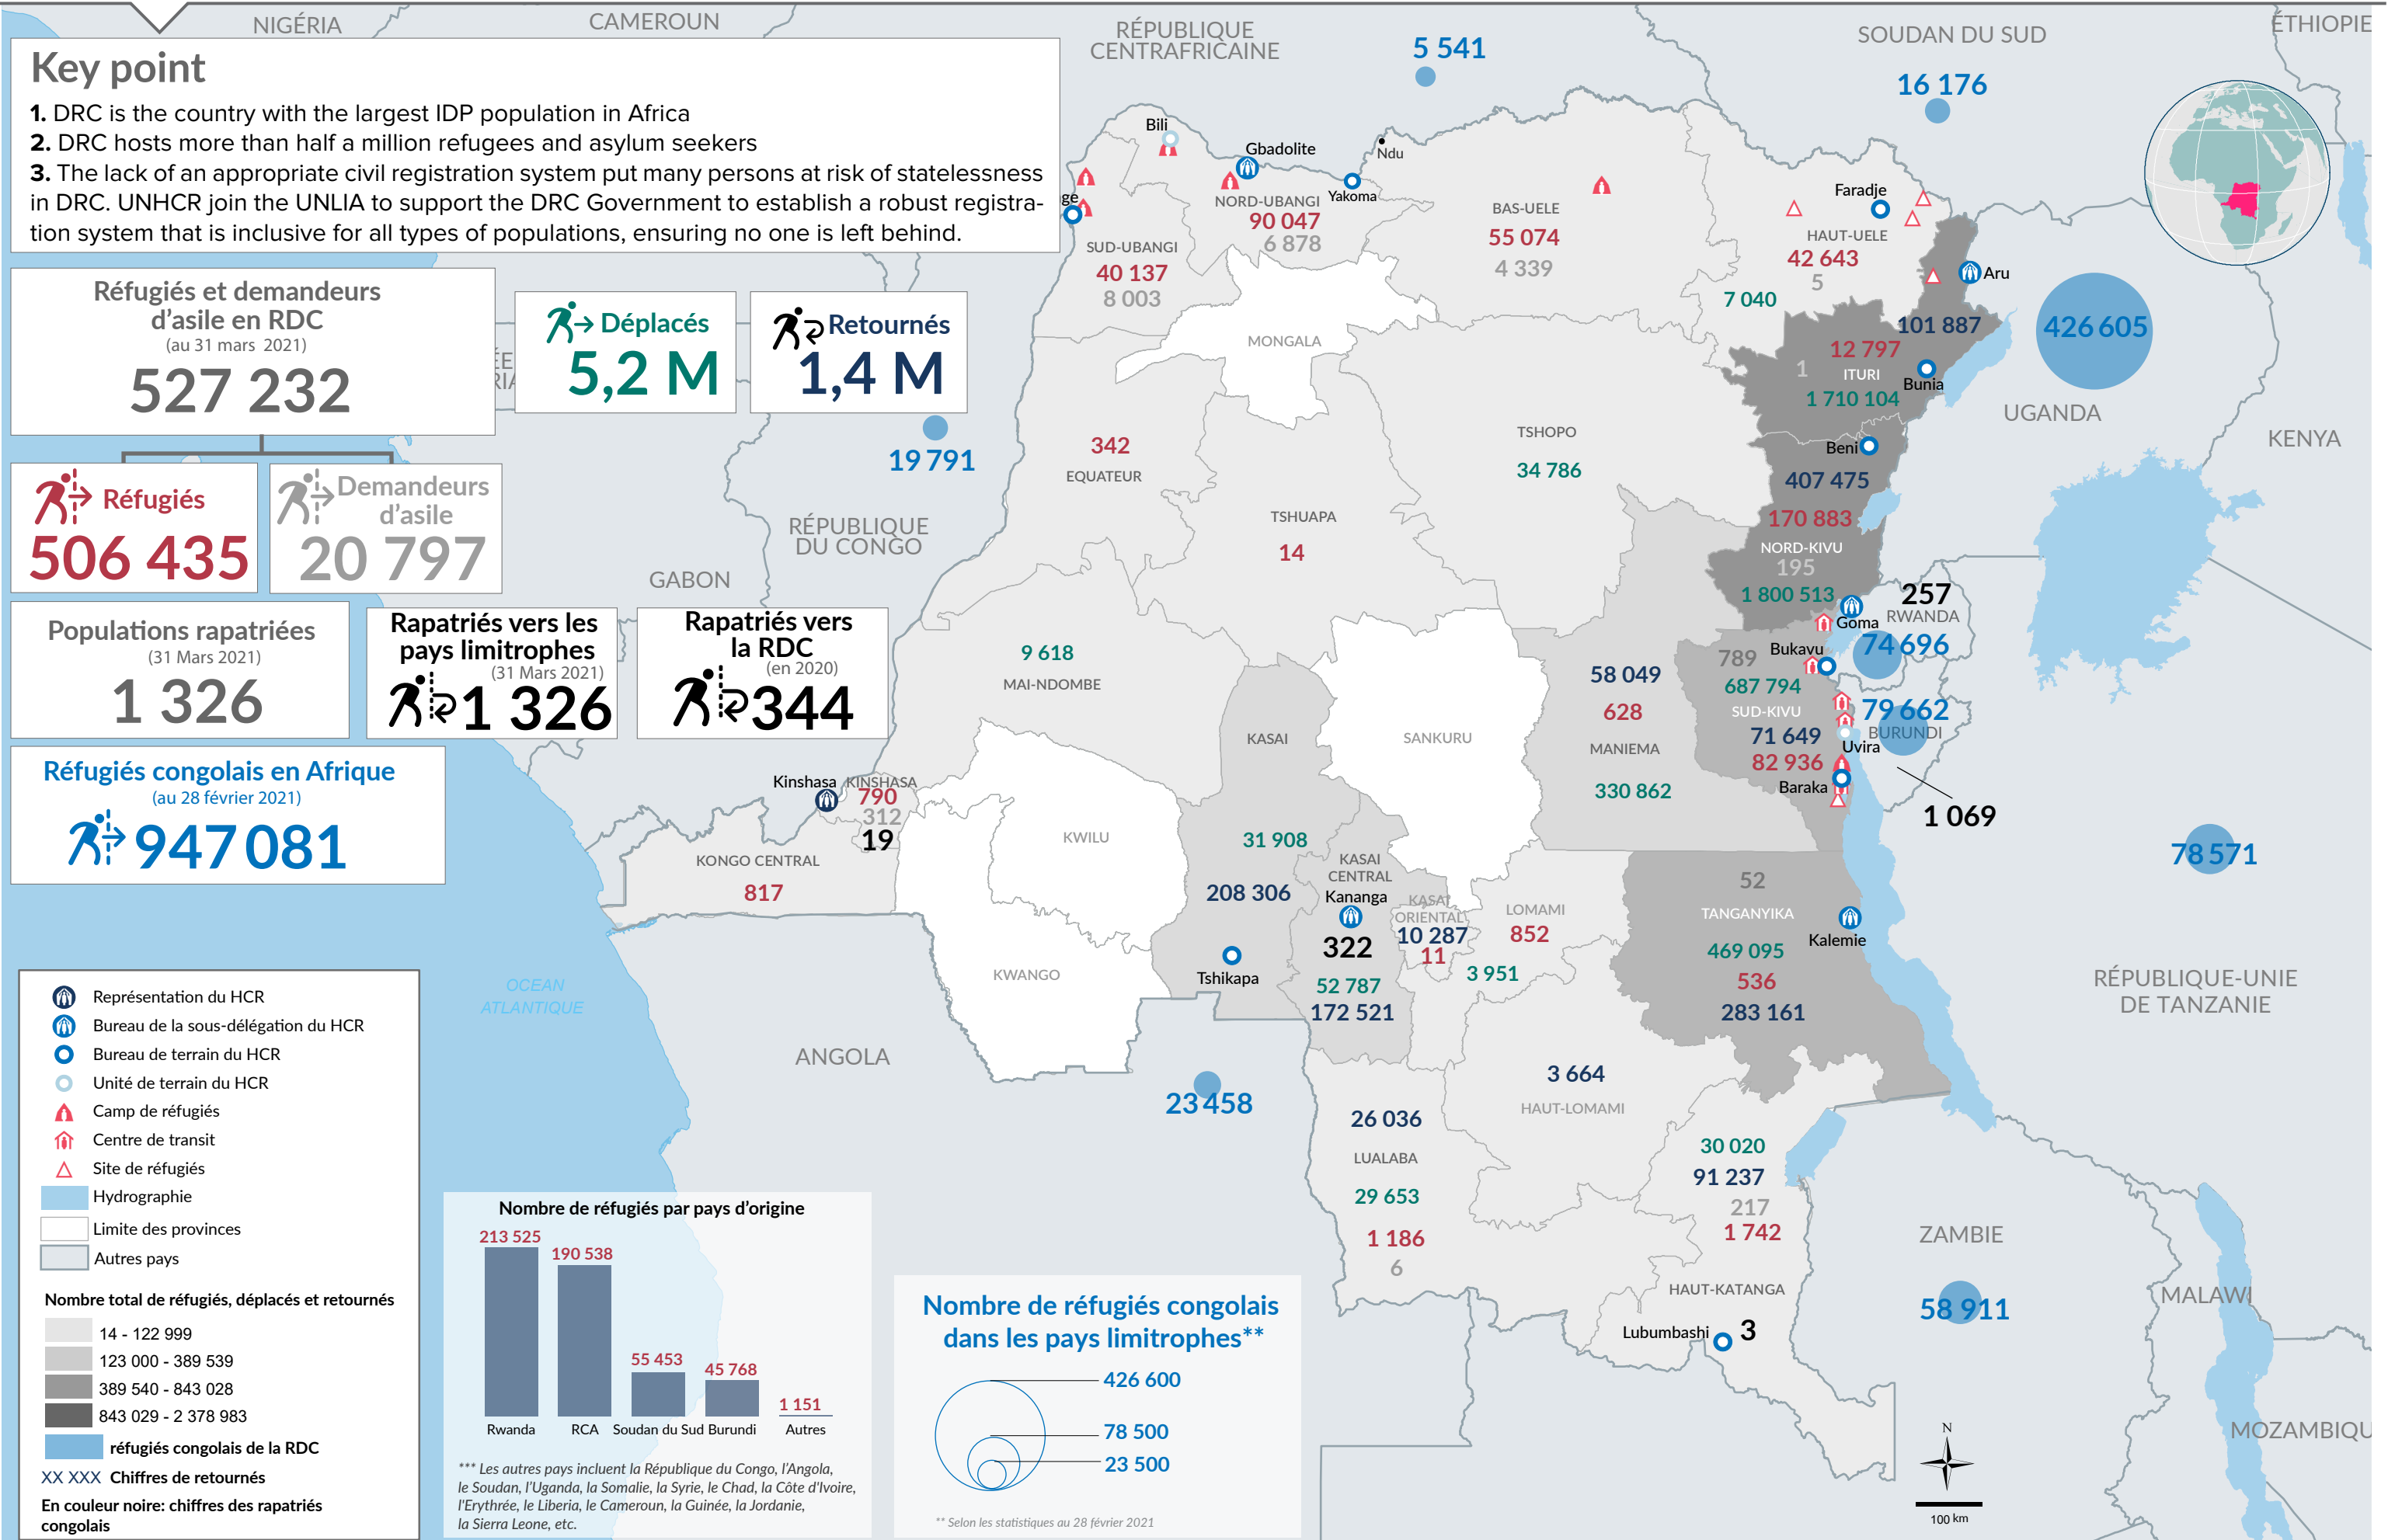 NIGÉRIA
CAMEROUN
RÉPUBLIQUE
CENTRAFRICAINE
5 541
SOUDAN DU SUD
16 176
ÉTHIOPIE
Key point
1. DRC is the country with the largest IDP population in Africa
2. DRC hosts more than half a million refugees and asylum seekers
3. The lack of an appropriate civil registration system put many persons at risk of statelessness
in DRC. UNHCR join the UNLIA to support the DRC Government to establish a robust registra-
tion system that is inclusive for all types of populations, ensuring no one is left behind.
Réfugiés et demandeurs
d'asile en RDC
(au 31 mars 2021)
527 232
Déplacés
5,2 M
Retournés
1,4 M
Réfugiés
506 435
Demandeurs
d'asile
20 797
Populations rapatriées
(31 Mars 2021)
1 326
Rapatriés vers les
pays limitrophes
(31 Mars 2021)
1 326
Rapatriés vers
la RDC
(en 2020)
344
Réfugiés congolais en Afrique
(au 28 février 2021)
947 081
Bili
Gbadolite
Ndu
Yakoma
ge
NORD-UBANGI
90 047
6 878
SUD-UBANGI
40 137
8 003
BAS-UELE
55 074
4 339
Faradje
HAUT-UELE
42 643
5
7 040
Aru
101 887
12 797
1
ITURI
Bunia
1 710 104
426 605
UGANDA
KENYA
MONGALA
ÉE
RIA
19 791
342
EQUATEUR
TSHOPO
34 786
Beni
407 475
170 883
NORD-KIVU
195
1 800 513
Goma
257
RWANDA
74 696
RÉPUBLIQUE
DU CONGO
GABON
TSHUAPA
14
9 618
MAI-NDOMBE
KASAI
SANKURU
58 049
628
MANIEMA
330 862
789
Bukavu
687 794
SUD-KIVU
71 649
Uvira
82 936
Baraka
79 662
BURUNDI
1 069
78 571
Kinshasa
KINSHASA
790
312
19
KONGO CENTRAL
817
KWILU
KWANGO
31 908
208 306
Tshikapa
KASAI
CENTRAL
Kananga
322
52 787
172 521
KASAI
ORIENTAL
10 287
11
LOMAMI
852
3 951
52
TANGANYIKA
Kalemie
469 095
536
283 161
RÉPUBLIQUE-UNIE
DE TANZANIE
OCEAN
ATLANTIQUE
ANGOLA
23 458
3 664
HAUT-LOMAMI
26 036
LUALABA
29 653
1 186
6
30 020
91 237
217
1 742
HAUT-KATANGA
Lubumbashi
3
ZAMBIE
58 911
MALAWI
MOZAMBIQU
Représentation du HCR
Bureau de la sous-délégation du HCR
Bureau de terrain du HCR
Unité de terrain du HCR
Camp de réfugiés
Centre de transit
Site de réfugiés
Hydrographie
Limite des provinces
Autres pays
Nombre total de réfugiés, déplacés et retournés
14 - 122 999
123 000 - 389 539
389 540 - 843 028
843 029 - 2 378 983
réfugiés congolais de la RDC
XX XXX Chiffres de retournés
En couleur noire: chiffres des rapatriés
congolais
Nombre de réfugiés par pays d'origine
213 525
190 538
55 453
45 768
1 151
Rwanda RCA Soudan du Sud Burundi Autres
*** Les autres pays incluent la République du Congo, l'Angola,
le Soudan, l'Uganda, la Somalie, la Syrie, le Chad, la Côte d'Ivoire,
l'Erythrée, le Liberia, le Cameroun, la Guinée, la Jordanie,
la Sierra Leone, etc.
Nombre de réfugiés congolais
dans les pays limitrophes**
426 600
78 500
23 500
** Selon les statistiques au 28 février 2021
N
100 km